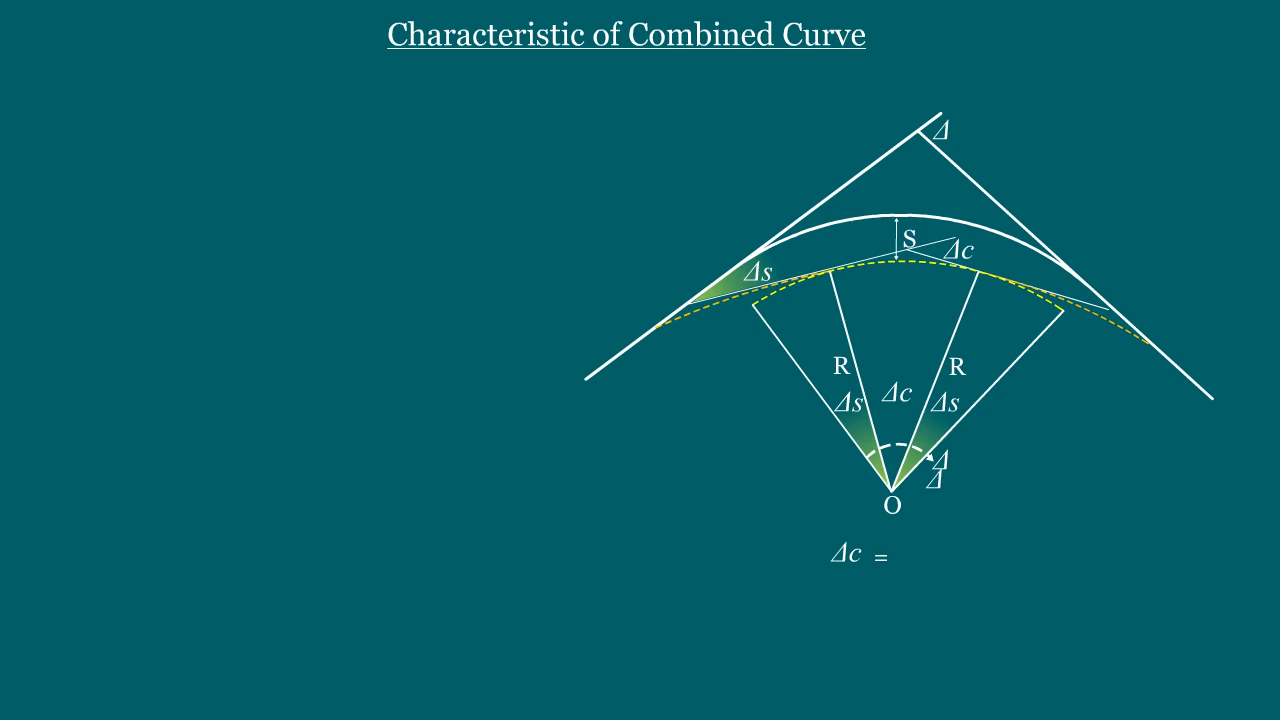 Characteristic of Combined Curve
Δ
S
Δc
Δs
R
R
Δc
Δs
Δs
Δ
Δ
O
Δc =